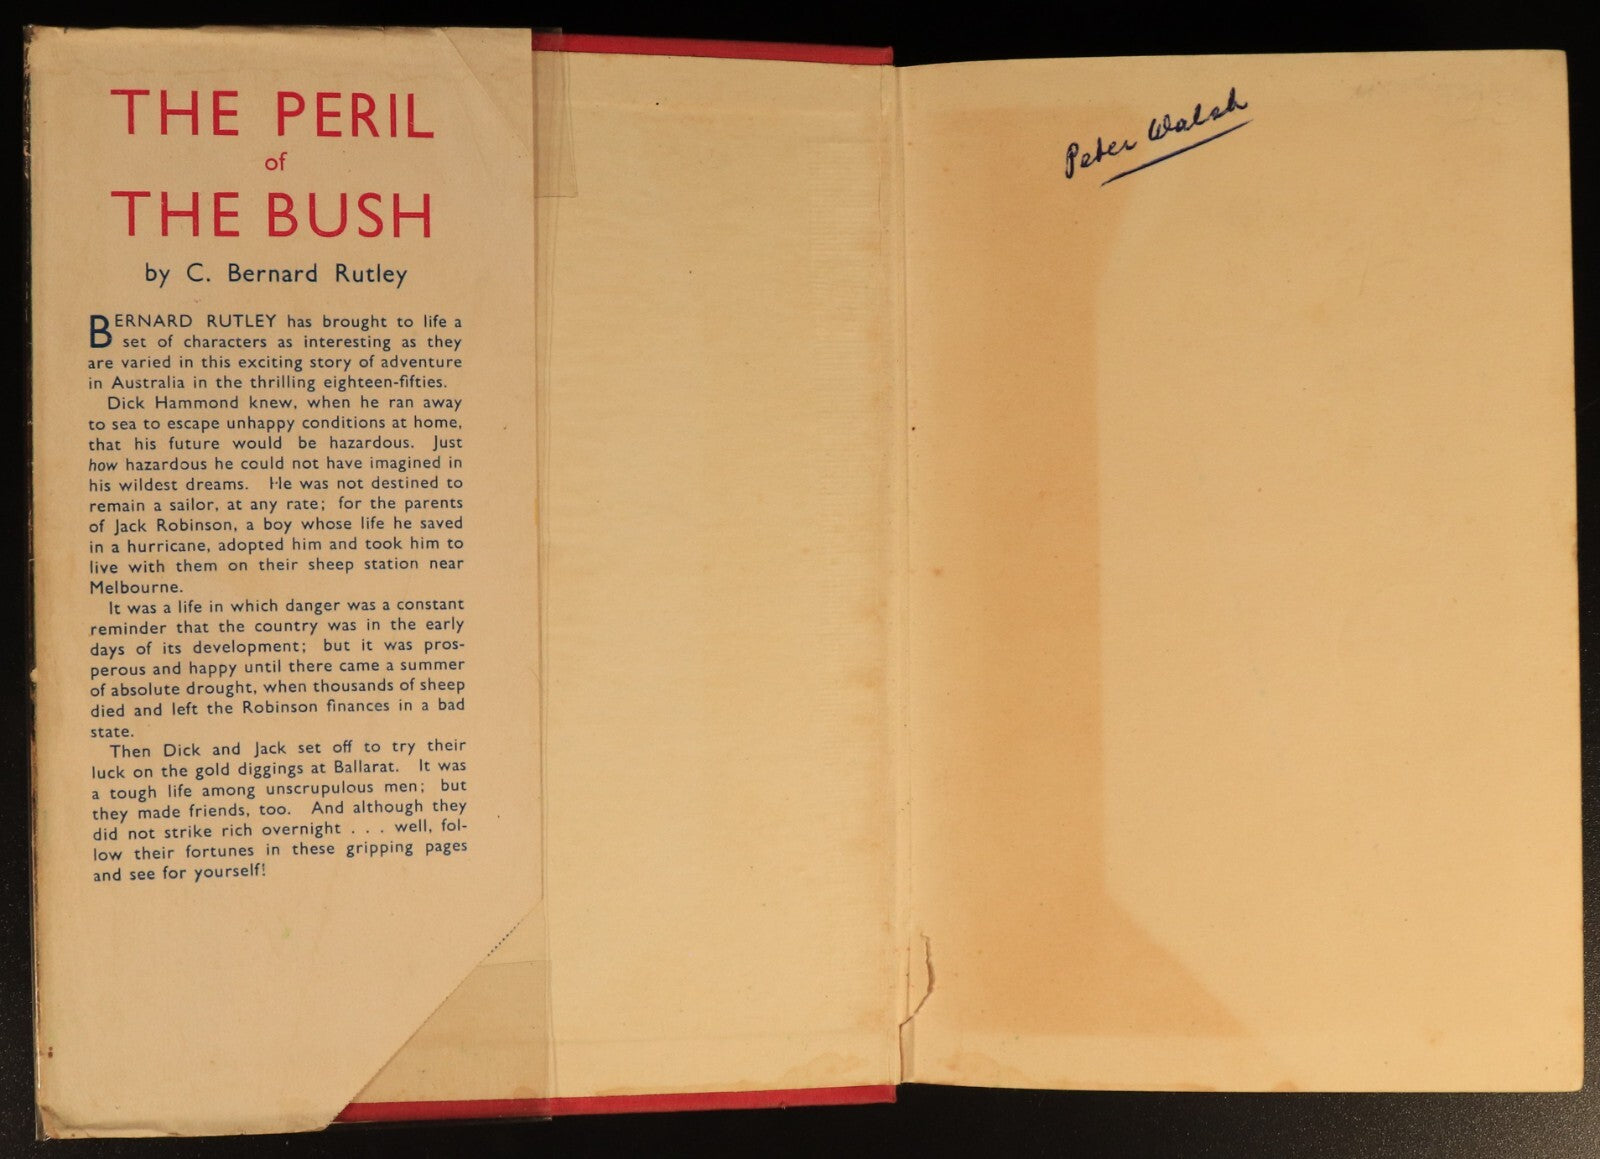 THE PERIL
of
THE BUSH
by C. Bernard Rutley
BERNARD RUTLEY has brought to life a
set of characters as interesting as they
are varied in this exciting story of adventure
in Australia in the thrilling eighteen-fifties.
Dick Hammond knew, when he ran away
to sea to escape unhappy conditions at home,
that his future would be hazardous. Just
how hazardous he could not have imagined in
his wildest dreams. He was not destined to
remain a sailor, at any rate; for the parents
of Jack Robinson, a boy whose life he saved
in a hurricane, adopted him and took him to
live with them on their sheep station near
Melbourne.
It was a life in which danger was a constant
reminder that the country was in the early
days of its development; but it was pros-
perous and happy until there came a summer
of absolute drought, when thousands of sheep
died and left the Robinson finances in a bad
state.
Then Dick and Jack set off to try their
luck on the gold diggings at Ballarat. It was
a tough life among unscrupulous men; but
they made friends, too. And although they
did not strike rich overnight . . . well, fol-
low their fortunes in these gripping pages
and see for yourself!
Peter Walsh